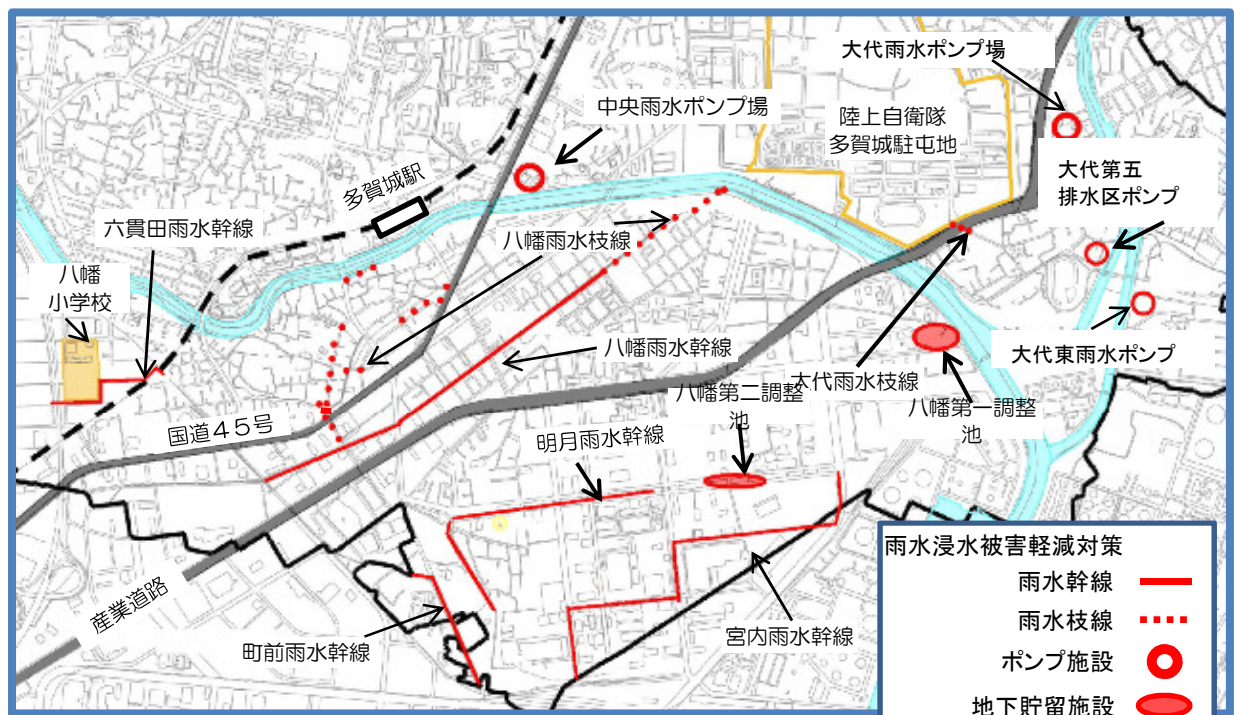 大代雨水ポンプ場
中央雨水ポンプ場
陸上自衛隊
多賀城駐屯地
多賀城駅
大代第五
排水区ポンプ
六貫田雨水幹線
八幡雨水枝線
八幡
小学校
八幡雨水幹線
大代東雨水ポンプ
大代雨水枝線
八幡第二調整
池
八幡第一調整
池
国道45号
明月雨水幹線
産業道路
町前雨水幹線
宮内雨水幹線
雨水浸水被害軽減対策
雨水幹線
雨水枝線
ポンプ施設
地下貯留施設